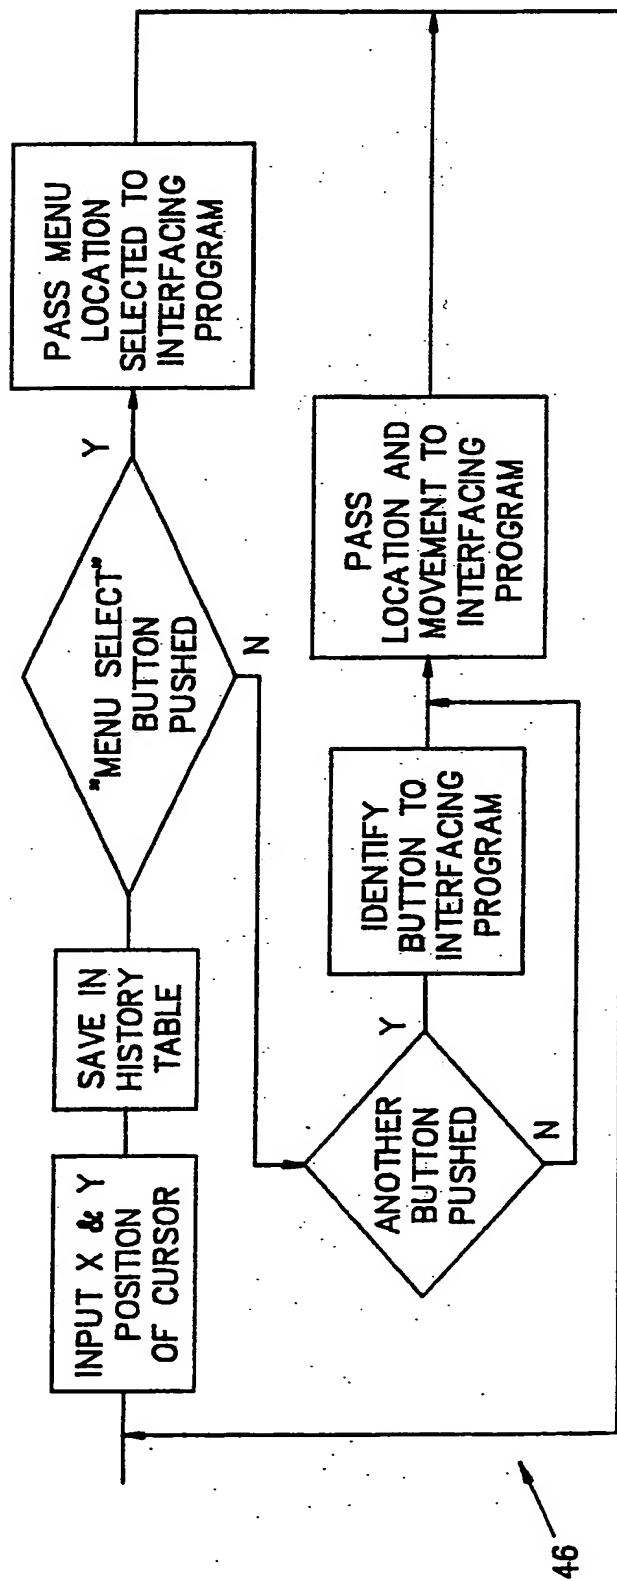 INPUT X & Y
POSITION
OF CURSOR
SAVE IN
HISTORY
TABLE
"MENU SELECT"
BUTTON
PUSHED
Y
N
PASS MENU
LOCATION
SELECTED TO
INTERFACING
PROGRAM
ANOTHER
BUTTON
PUSHED
Y
N
IDENTIFY
BUTTON TO
INTERFACING
PROGRAM
PASS
LOCATION AND
MOVEMENT TO
INTERFACING
PROGRAM
46